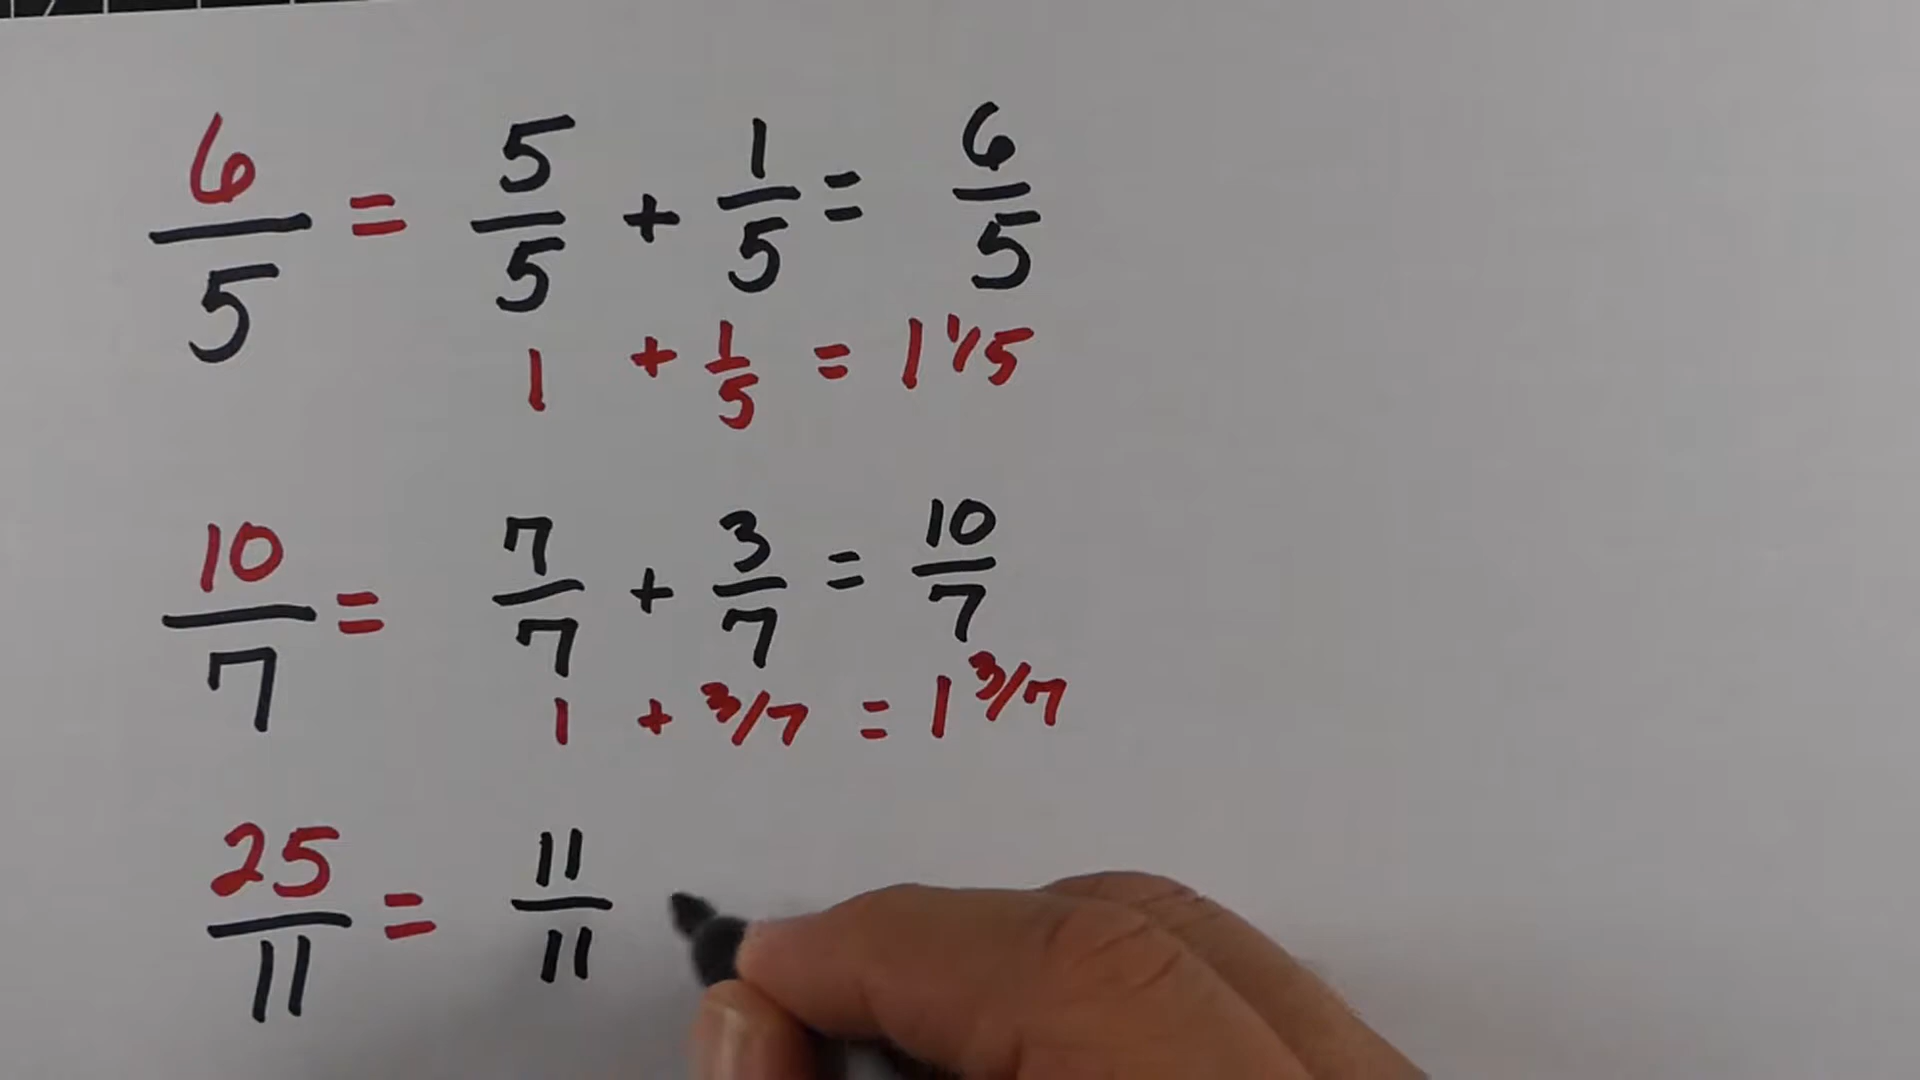 6/5 = 5/5 + 1/5 = 6/5
1 + 1/5 = 1 1/5
10/7 = 7/7 + 3/7 = 10/7
1 + 3/7 = 1 3/7
25/11 = 11/11